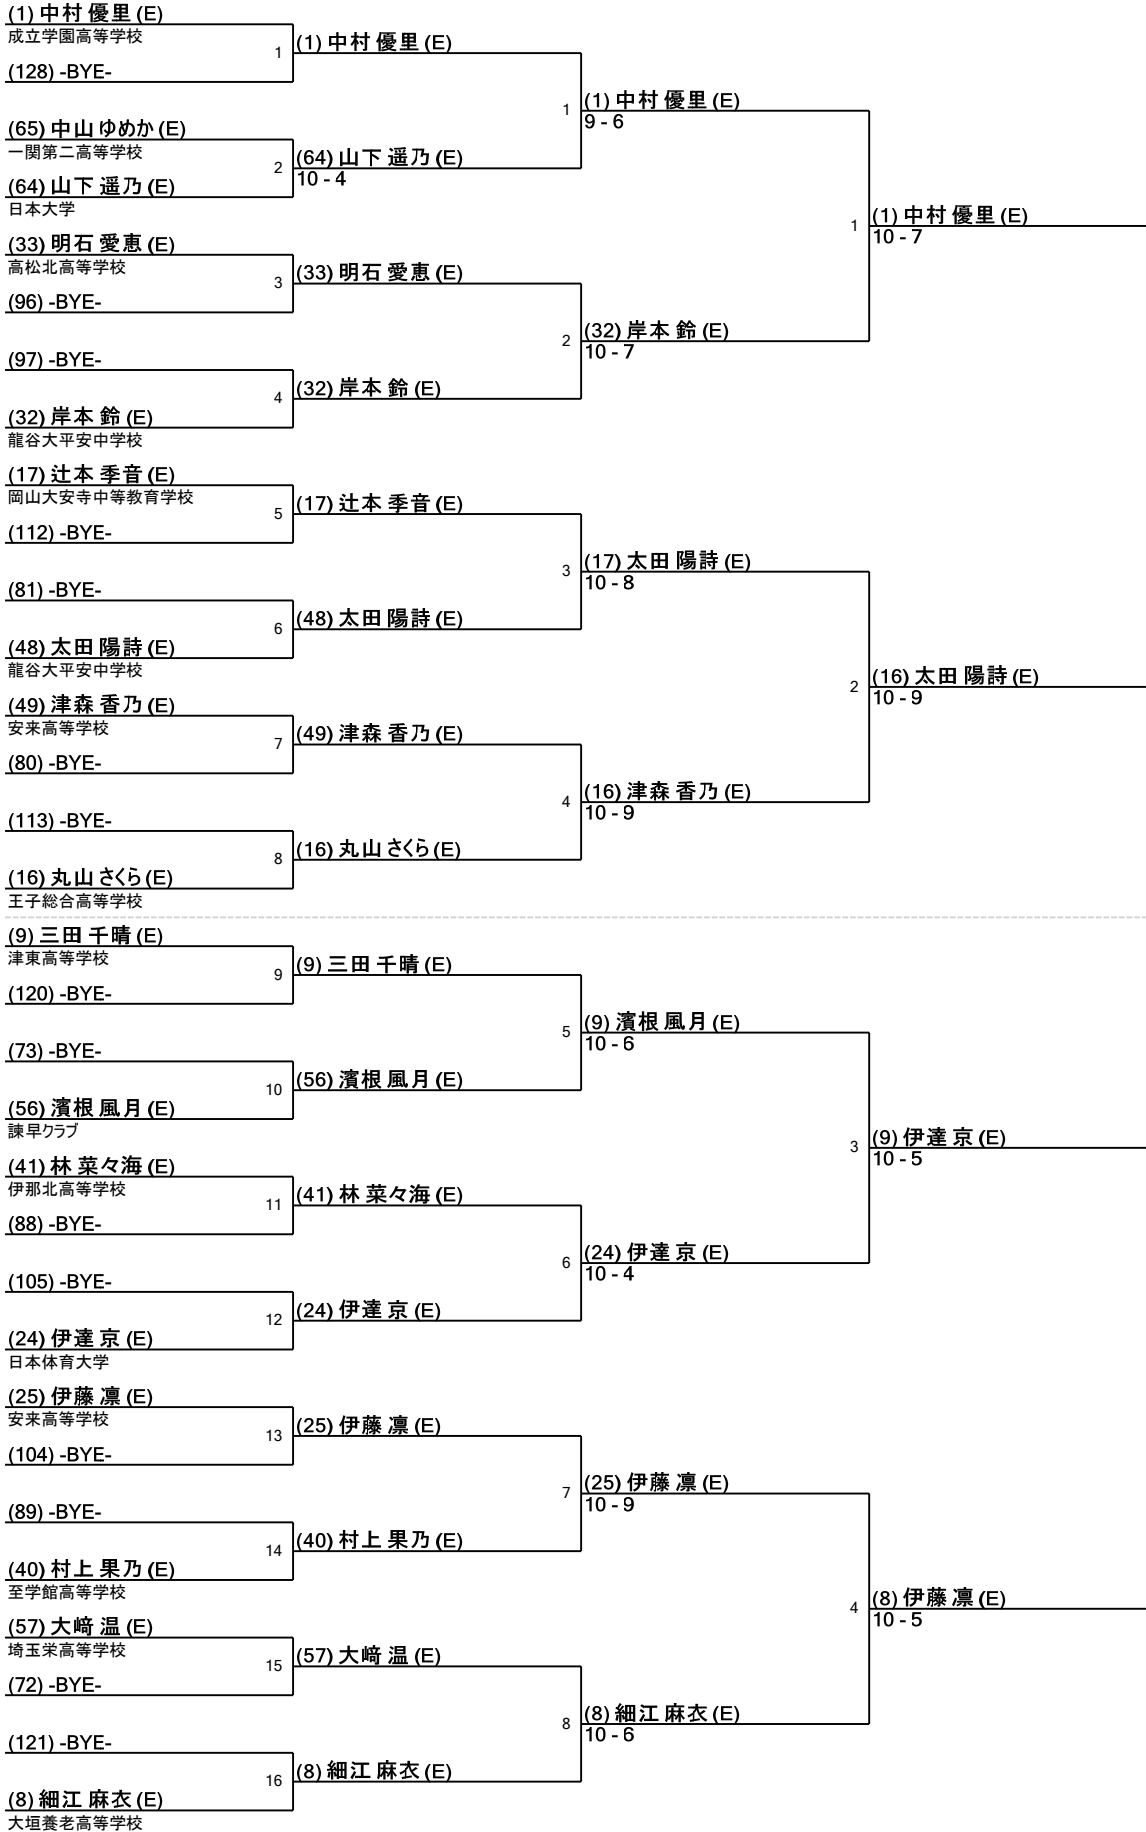 (1) 中村 優里 (E)
成立学園高等学校
1
(128) -BYE-
(1) 中村 優里 (E)
(65) 中山 ゆめか (E)
一関第二高等学校
2
(64) 山下 遥乃 (E)
日本大学
(64) 山下 遥乃 (E)
10 - 4
(33) 明石 愛恵 (E)
高松北高等学校
3
(96) -BYE-
(33) 明石 愛恵 (E)
(97) -BYE-
4
(32) 岸本 鈴 (E)
龍谷大平安中学校
(32) 岸本 鈴 (E)
(17) 辻本 季音 (E)
岡山大安寺中等教育学校
5
(112) -BYE-
(17) 辻本 季音 (E)
(81) -BYE-
6
(48) 太田 陽詩 (E)
龍谷大平安中学校
(48) 太田 陽詩 (E)
(49) 津森 香乃 (E)
安来高等学校
7
(80) -BYE-
(49) 津森 香乃 (E)
(113) -BYE-
8
(16) 丸山 さくら (E)
王子総合高等学校
(16) 丸山 さくら (E)
1
(1) 中村 優里 (E)
9 - 6
2
(32) 岸本 鈴 (E)
10 - 7
3
(17) 太田 陽詩 (E)
10 - 8
4
(16) 津森 香乃 (E)
10 - 9
1
(1) 中村 優里 (E)
10 - 7
2
(16) 太田 陽詩 (E)
10 - 9
(9) 三田 千晴 (E)
津東高等学校
9
(120) -BYE-
(9) 三田 千晴 (E)
(73) -BYE-
10
(56) 濱根 風月 (E)
諫早クラブ
(56) 濱根 風月 (E)
(41) 林 菜々海 (E)
伊那北高等学校
11
(88) -BYE-
(41) 林 菜々海 (E)
(105) -BYE-
12
(24) 伊達 京 (E)
日本体育大学
(24) 伊達 京 (E)
(25) 伊藤 凛 (E)
安来高等学校
13
(104) -BYE-
(25) 伊藤 凛 (E)
(89) -BYE-
14
(40) 村上 果乃 (E)
至学館高等学校
(40) 村上 果乃 (E)
(57) 大﨑 温 (E)
埼玉栄高等学校
15
(72) -BYE-
(57) 大﨑 温 (E)
(121) -BYE-
16
(8) 細江 麻衣 (E)
大垣養老高等学校
(8) 細江 麻衣 (E)
5
(9) 濱根 風月 (E)
10 - 6
6
(24) 伊達 京 (E)
10 - 4
7
(25) 伊藤 凛 (E)
10 - 9
8
(8) 細江 麻衣 (E)
10 - 6
3
(9) 伊達 京 (E)
10 - 5
4
(8) 伊藤 凛 (E)
10 - 5